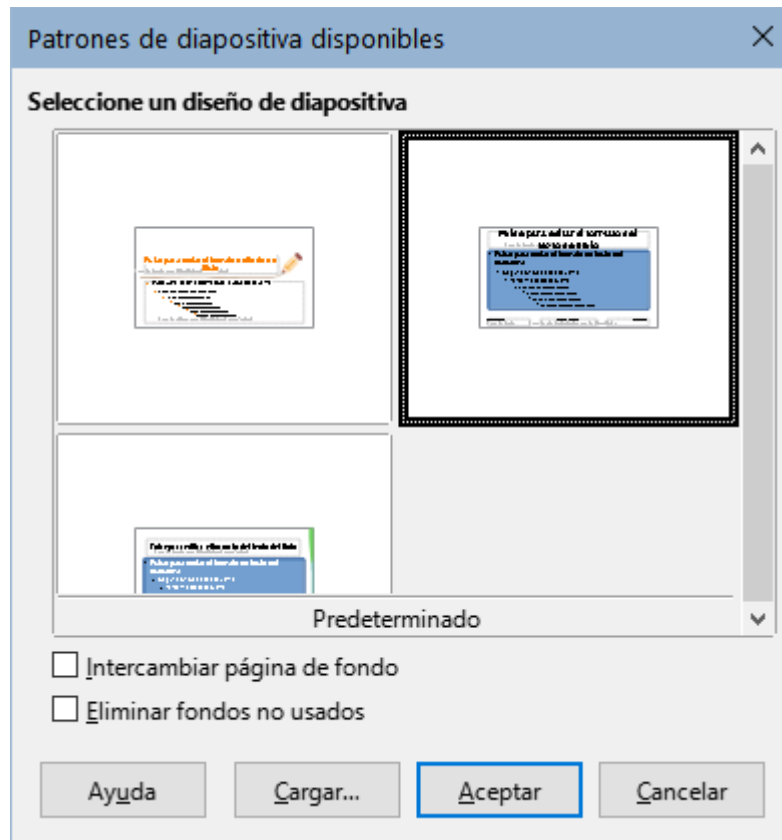 Patrones de diapositiva disponibles
Seleccione un diseño de diapositiva
Predeterminado
Intercambiar página de fondo
Eliminar fondos no usados
Ayuda
Cargar...
Aceptar
Cancelar